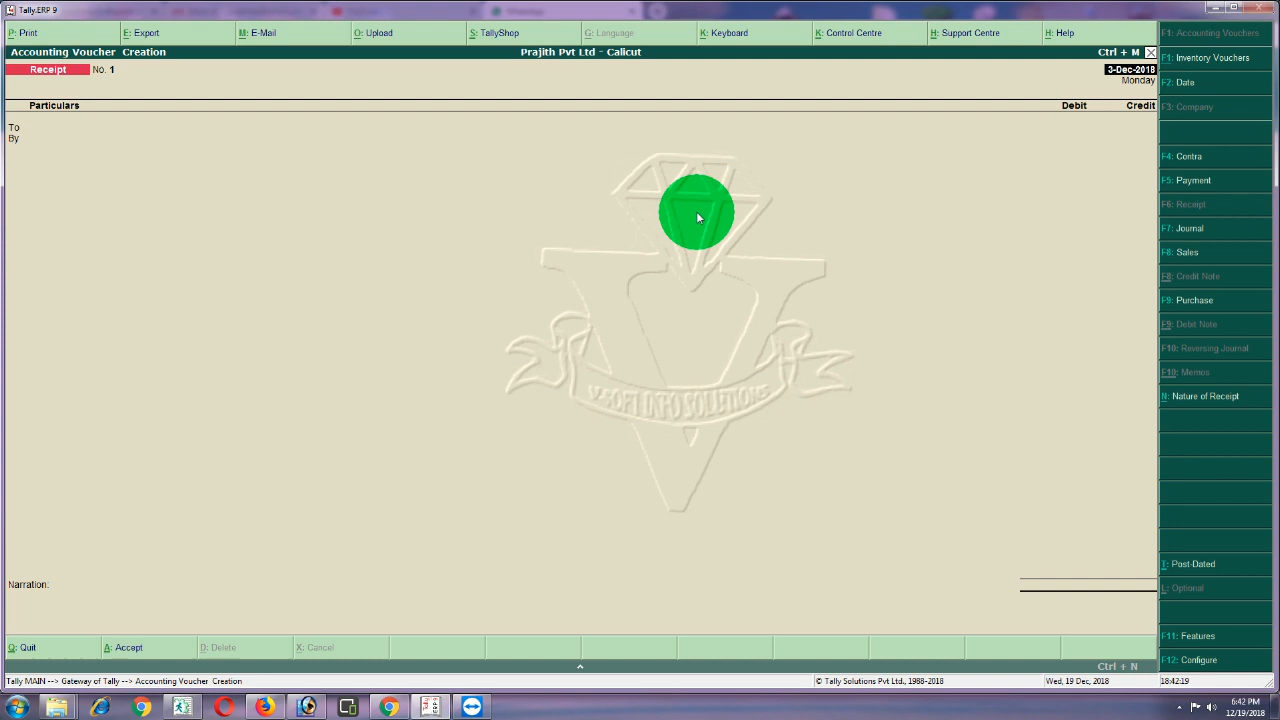 Tally.ERP 9
P: Print E: Export M: E-Mail O: Upload S: TallyShop G: Language K: Keyboard K: Control Centre H: Support Centre H: Help
Accounting Voucher Creation Prajith Pvt Ltd - Calicut Ctrl + M
Receipt No. 1 3-Dec-2018
Monday
Particulars Debit Credit
To
By
Narration:
F1: Accounting Vouchers
F1: Inventory Vouchers
F2: Date
F3: Company
F4: Contra
F5: Payment
F6: Receipt
F7: Journal
F8: Sales
F8: Credit Note
F9: Purchase
F9: Debit Note
F10: Reversing Journal
F10: Memos
N: Nature of Receipt
T: Post-Dated
L: Optional
F11: Features
F12: Configure
Q: Quit A: Accept D: Delete X: Cancel
Ctrl + N
Tally MAIN --> Gateway of Tally --> Accounting Voucher Creation © Tally Solutions Pvt Ltd., 1988-2018 Wed, 19 Dec, 2018 18:42:19
6:42 PM
12/19/2018